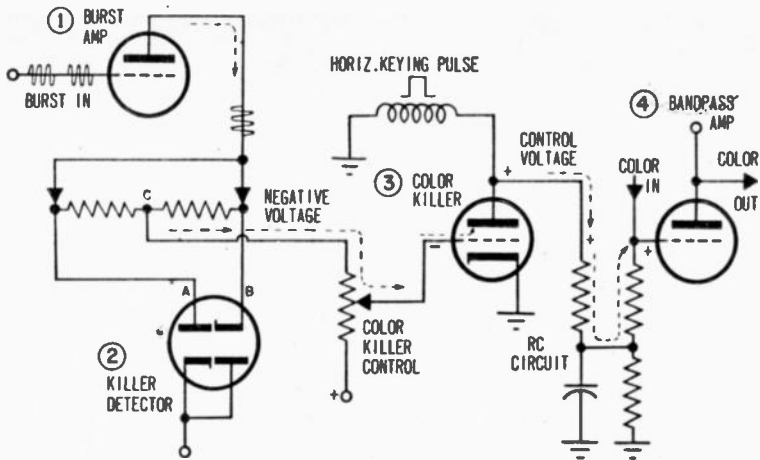 1 BURST
AMP
BURST IN
HORIZ. KEYING PULSE
4 BANDPASS
AMP
COLOR
IN
COLOR
OUT
+
CONTROL
VOLTAGE
3 COLOR
KILLER
C
NEGATIVE
VOLTAGE
-
+
+
A
B
COLOR
KILLER
CONTROL
+
RC
CIRCUIT
2
KILLER
DETECTOR